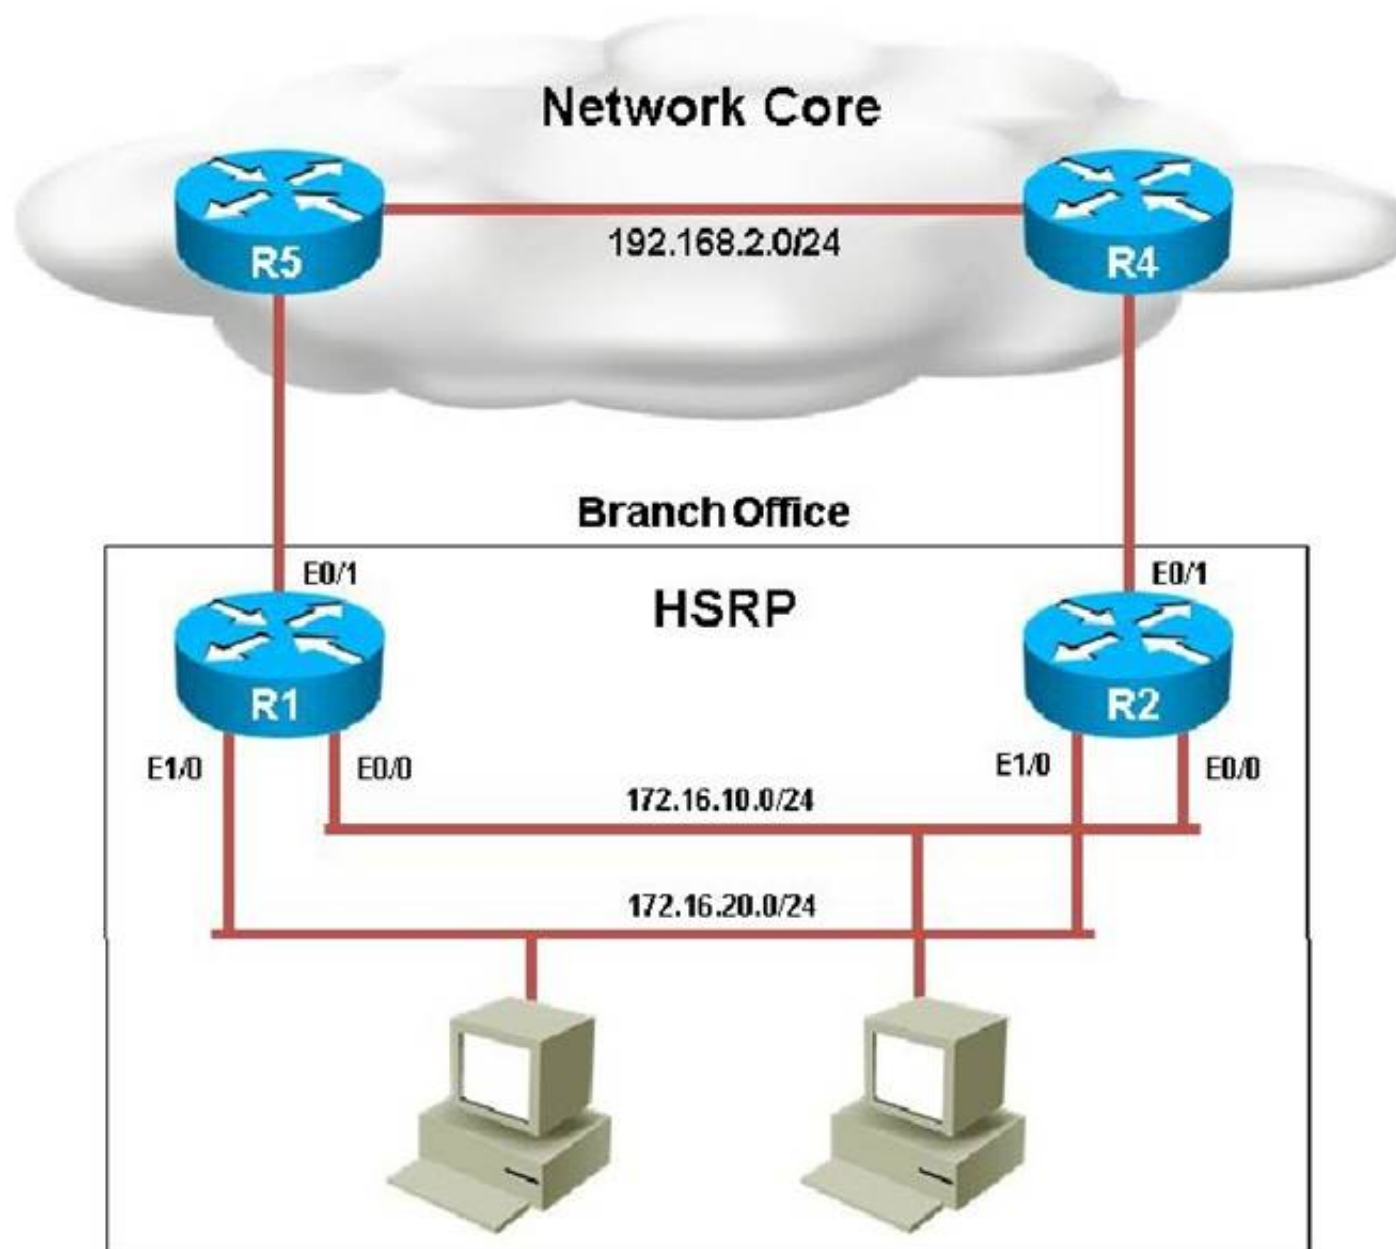 Network Core
R5
R4
192.168.2.0/24
Branch Office
E0/1
E0/1
HSRP
R1
R2
E1/0
E0/0
E1/0
E0/0
172.16.10.0/24
172.16.20.0/24